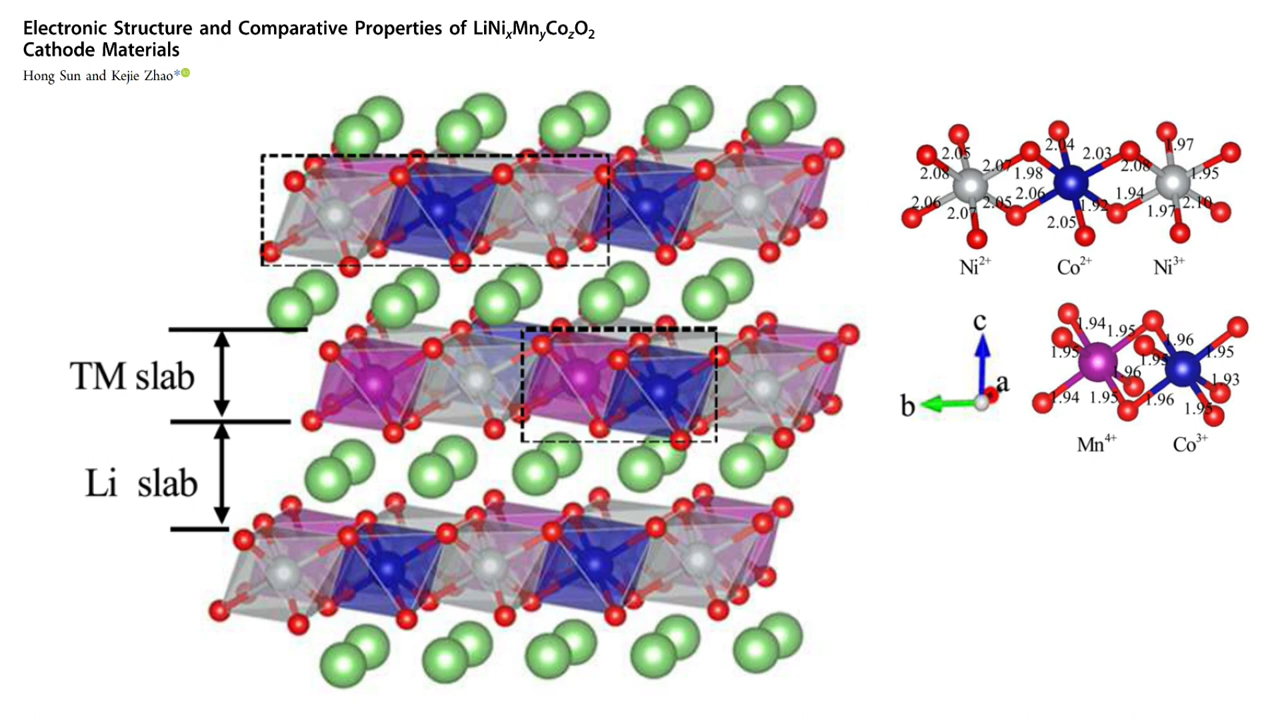 Electronic Structure and Comparative Properties of LiNixMnyCozO2
Cathode Materials
Hong Sun and Kejie Zhao*
TM slab
Li slab
2.05
2.08
2.07
2.06
2.07
2.05
2.04
1.98
2.03
2.06
1.92
2.05
2.08
1.97
1.95
1.94
1.97
2.10
Ni2+
Co2+
Ni3+
c
b
a
1.94
1.95
1.95
1.96
1.94
1.95
1.96
1.95
1.95
1.93
1.96
1.95
Mn4+
Co3+